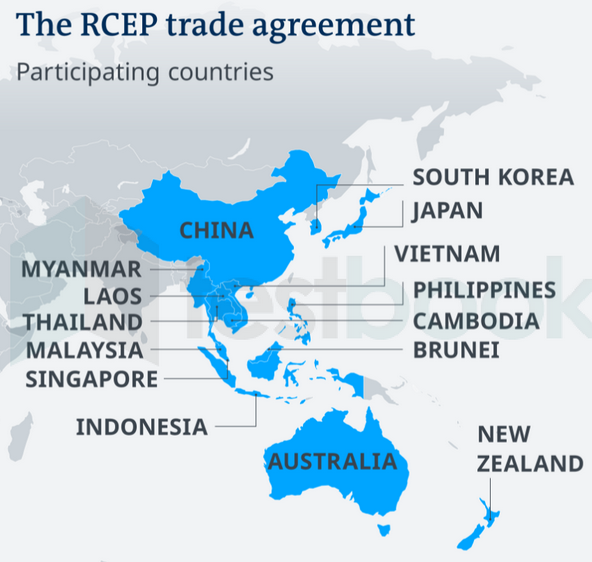 The RCEP trade agreement
Participating countries
SOUTH KOREA
JAPAN
CHINA
VIETNAM
MYANMAR
PHILIPPINES
LAOS
THAILAND
CAMBODIA
MALAYSIA
BRUNEI
SINGAPORE
INDONESIA
AUSTRALIA
NEW
ZEALAND
testbook